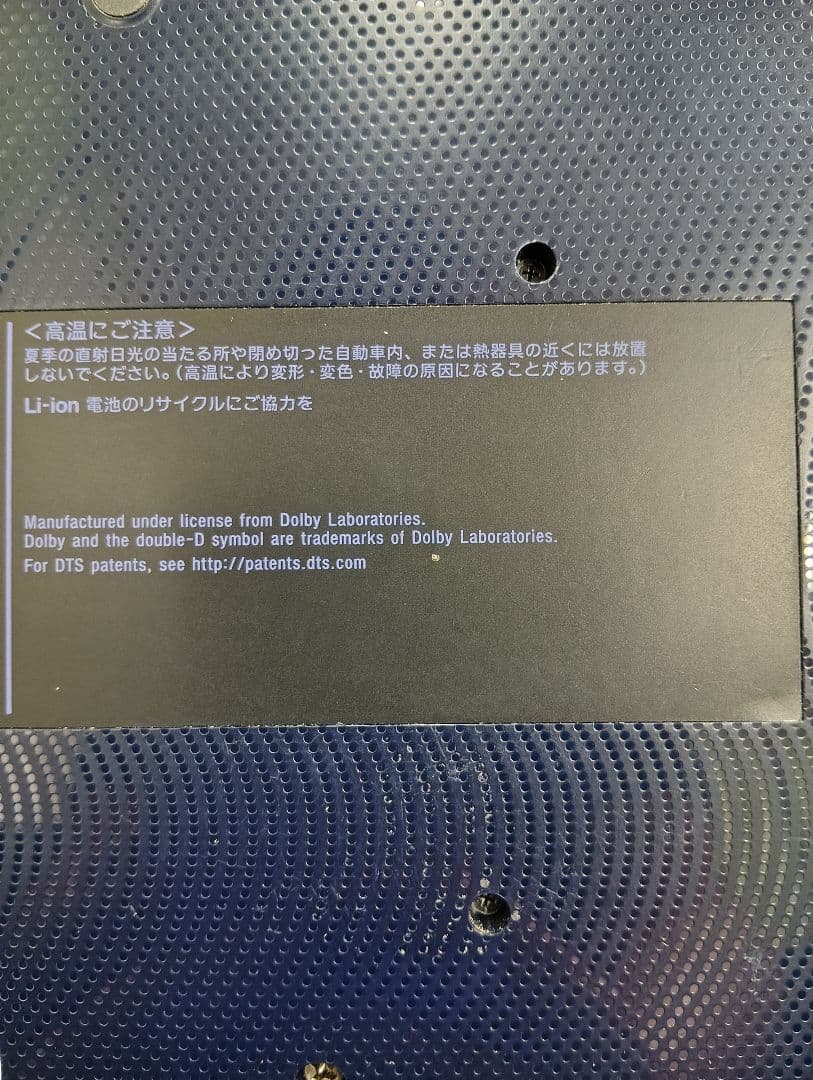 ＜高温にご注意＞
夏季の直射日光の当たる所や閉め切った自動車内、または熱器具の近くには放置
しないでください。（高温により変形・変色・故障の原因になることがあります。）
Li-ion 電池のリサイクルにご協力を
Manufactured under license from Dolby Laboratories.
Dolby and the double-D symbol are trademarks of Dolby Laboratories.
For DTS patents, see http://patents.dts.com